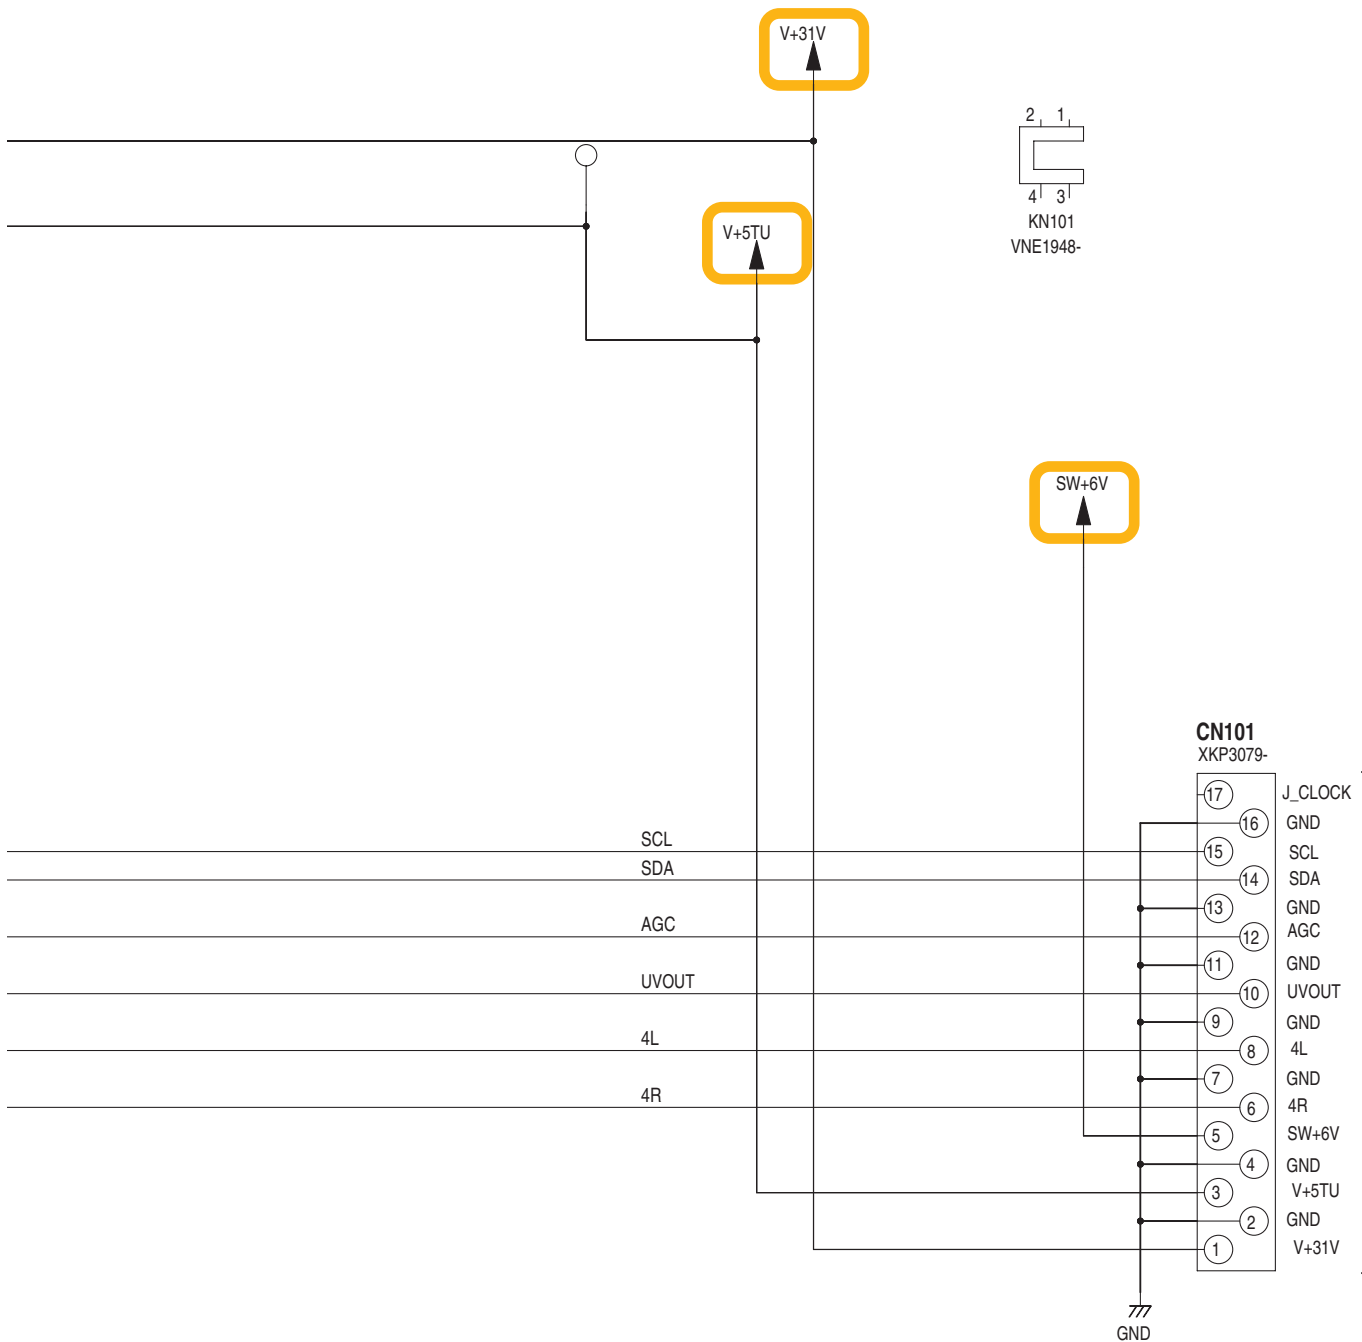 V+31V
2 1
4 3
KN101
VNE1948-
V+5TU
SW+6V
CN101
XKP3079-
17 J_CLOCK
16 GND
SCL 15 SCL
SDA 14 SDA
13 GND
AGC 12 AGC
11 GND
UVOUT 10 UVOUT
9 GND
4L 8 4L
7 GND
4R 6 4R
5 SW+6V
4 GND
3 V+5TU
2 GND
1 V+31V
GND